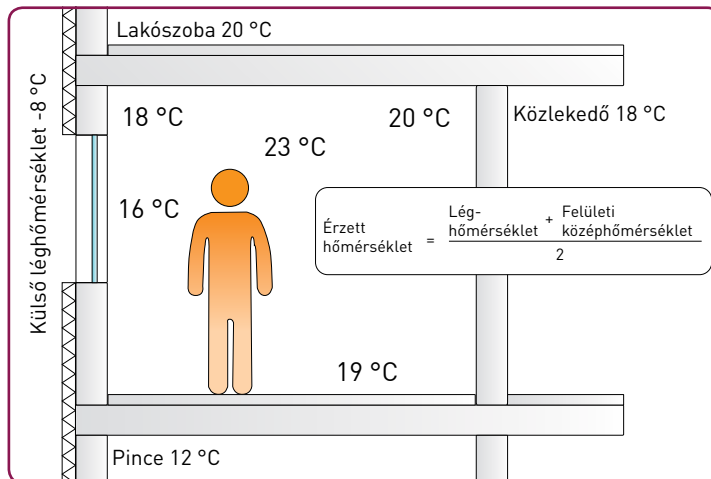 Lakószoba 20 °C
Külső léghőmérséklet -8 °C
18 °C
20 °C
Közlekedő 18 °C
23 °C
16 °C
Érzett
hőmérséklet
=
Lég-
hőmérséklet
+
Felületi
középhőmérséklet
2
19 °C
Pince 12 °C